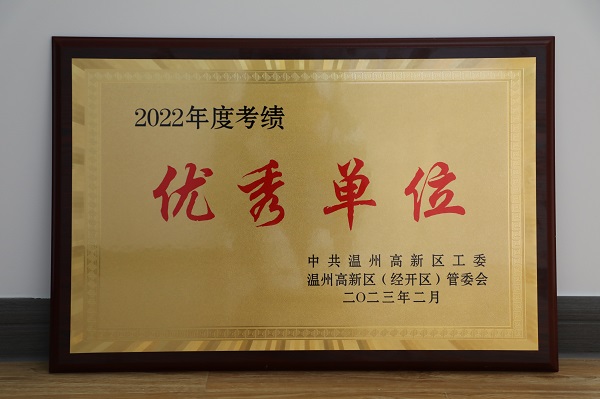 2022年度考绩
优秀单位
中共温州高新区工委
温州高新区（经开区）管委会
二〇二三年二月